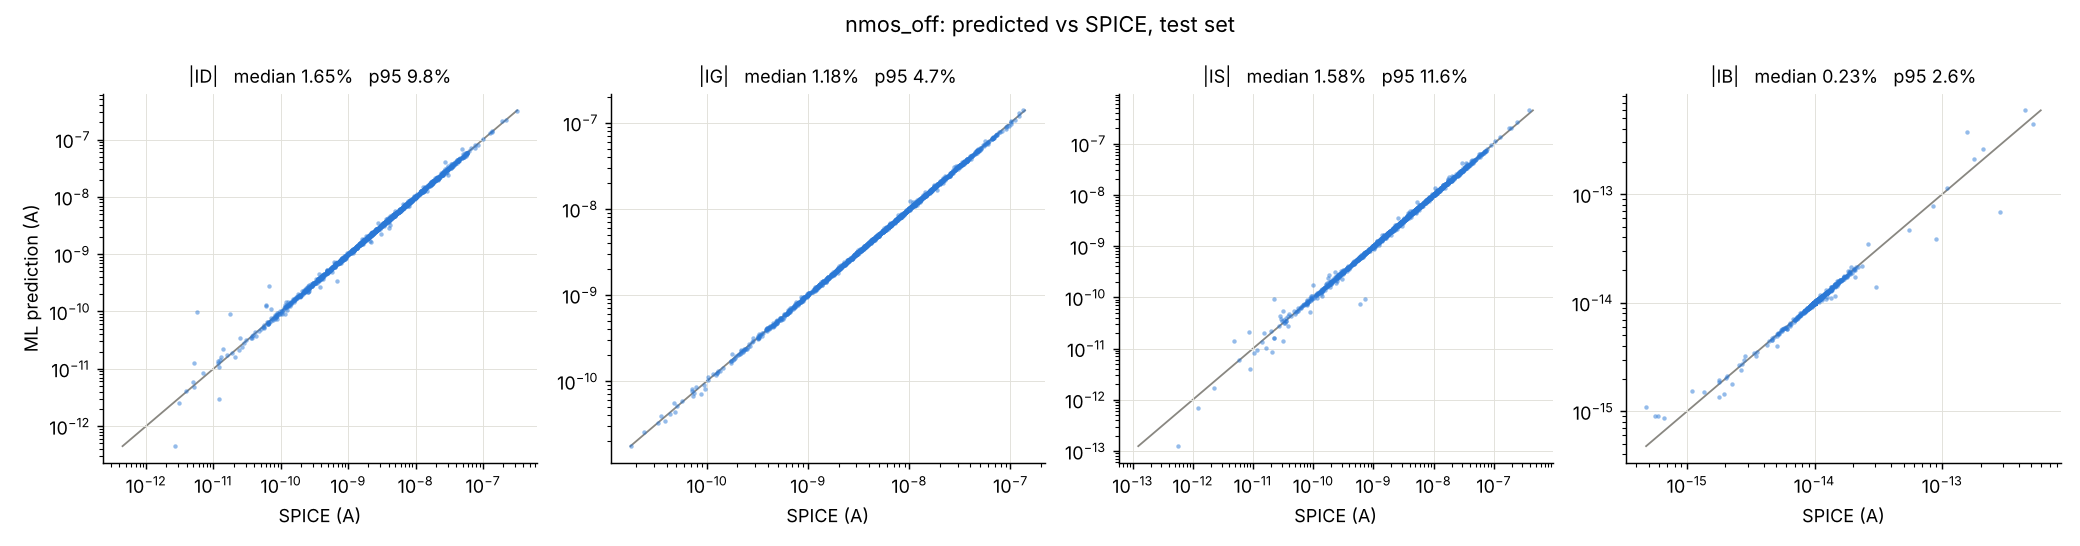 nmos_off: predicted vs SPICE, test set
|ID| median 1.65% p95 9.8%
|IG| median 1.18% p95 4.7%
|IS| median 1.58% p95 11.6%
|IB| median 0.23% p95 2.6%
ML prediction (A)
10⁻⁷
10⁻⁸
10⁻⁹
10⁻¹⁰
10⁻¹¹
10⁻¹²
10⁻¹² 10⁻¹¹ 10⁻¹⁰ 10⁻⁹ 10⁻⁸ 10⁻⁷
SPICE (A)
10⁻⁷
10⁻⁸
10⁻⁹
10⁻¹⁰
10⁻¹⁰ 10⁻⁹ 10⁻⁸ 10⁻⁷
SPICE (A)
10⁻⁷
10⁻⁸
10⁻⁹
10⁻¹⁰
10⁻¹¹
10⁻¹²
10⁻¹³
10⁻¹³ 10⁻¹² 10⁻¹¹ 10⁻¹⁰ 10⁻⁹ 10⁻⁸ 10⁻⁷
SPICE (A)
10⁻¹³
10⁻¹⁴
10⁻¹⁵
10⁻¹⁵ 10⁻¹⁴ 10⁻¹³
SPICE (A)